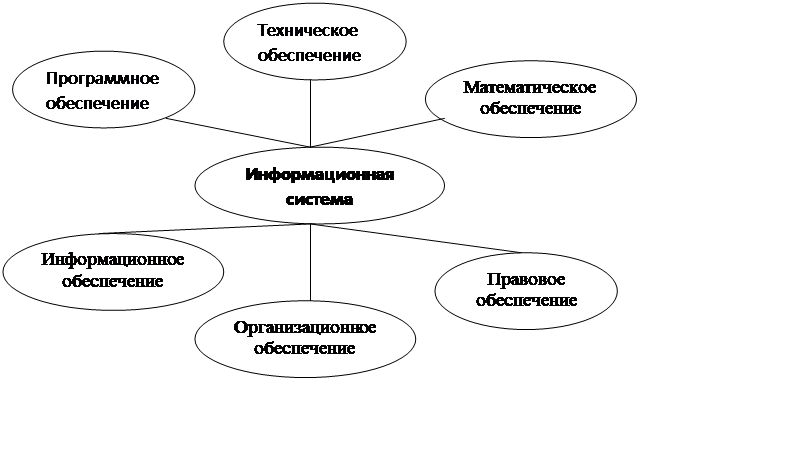 Техническое
обеспечение
Программное
обеспечение
Математическое
обеспечение
Информационная
система
Информационное
обеспечение
Правовое
обеспечение
Организационное
обеспечение